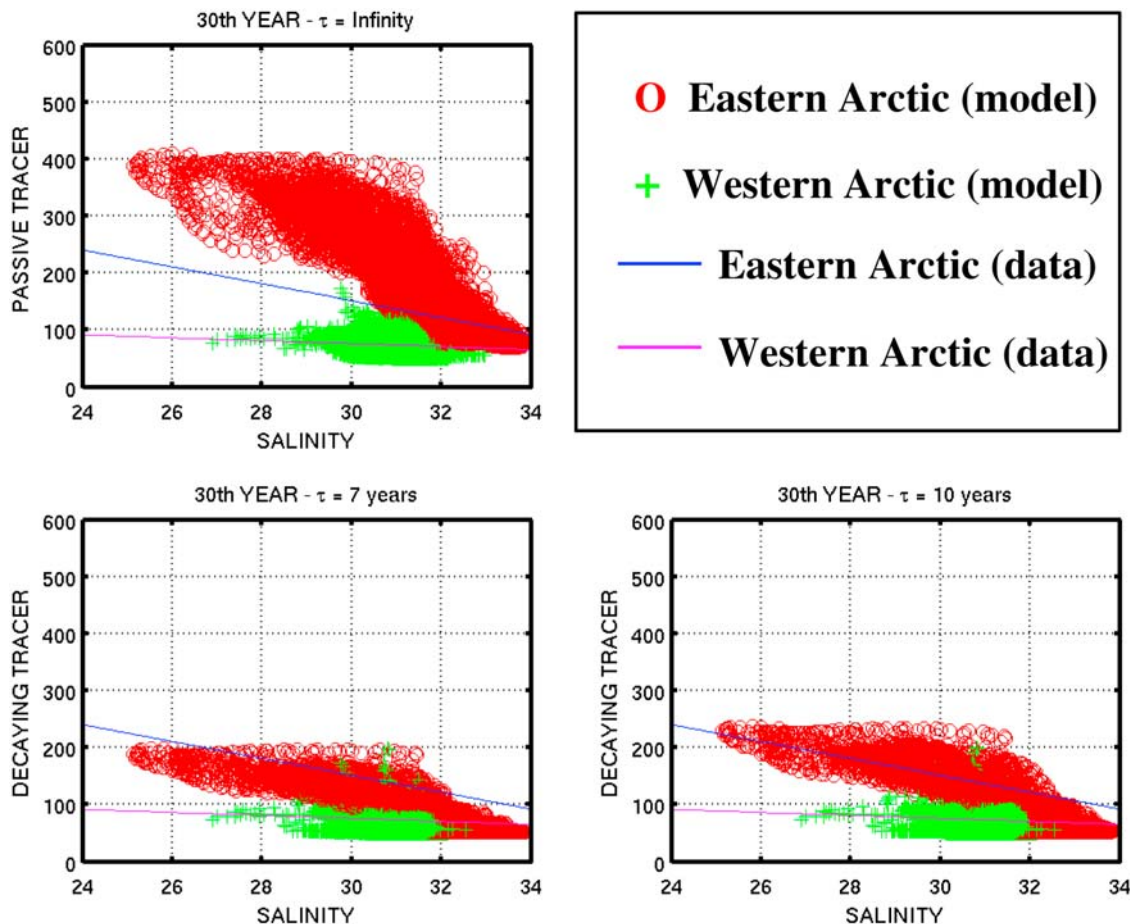 30th YEAR - τ = Infinity
600
500
400
300
200
100
0
PASSIVE TRACER
24 26 28 30 32 34
SALINITY
O Eastern Arctic (model)
+ Western Arctic (model)
Eastern Arctic (data)
Western Arctic (data)
30th YEAR - τ = 7 years
600
500
400
300
200
100
0
DECAYING TRACER
24 26 28 30 32 34
SALINITY
30th YEAR - τ = 10 years
600
500
400
300
200
100
0
DECAYING TRACER
24 26 28 30 32 34
SALINITY